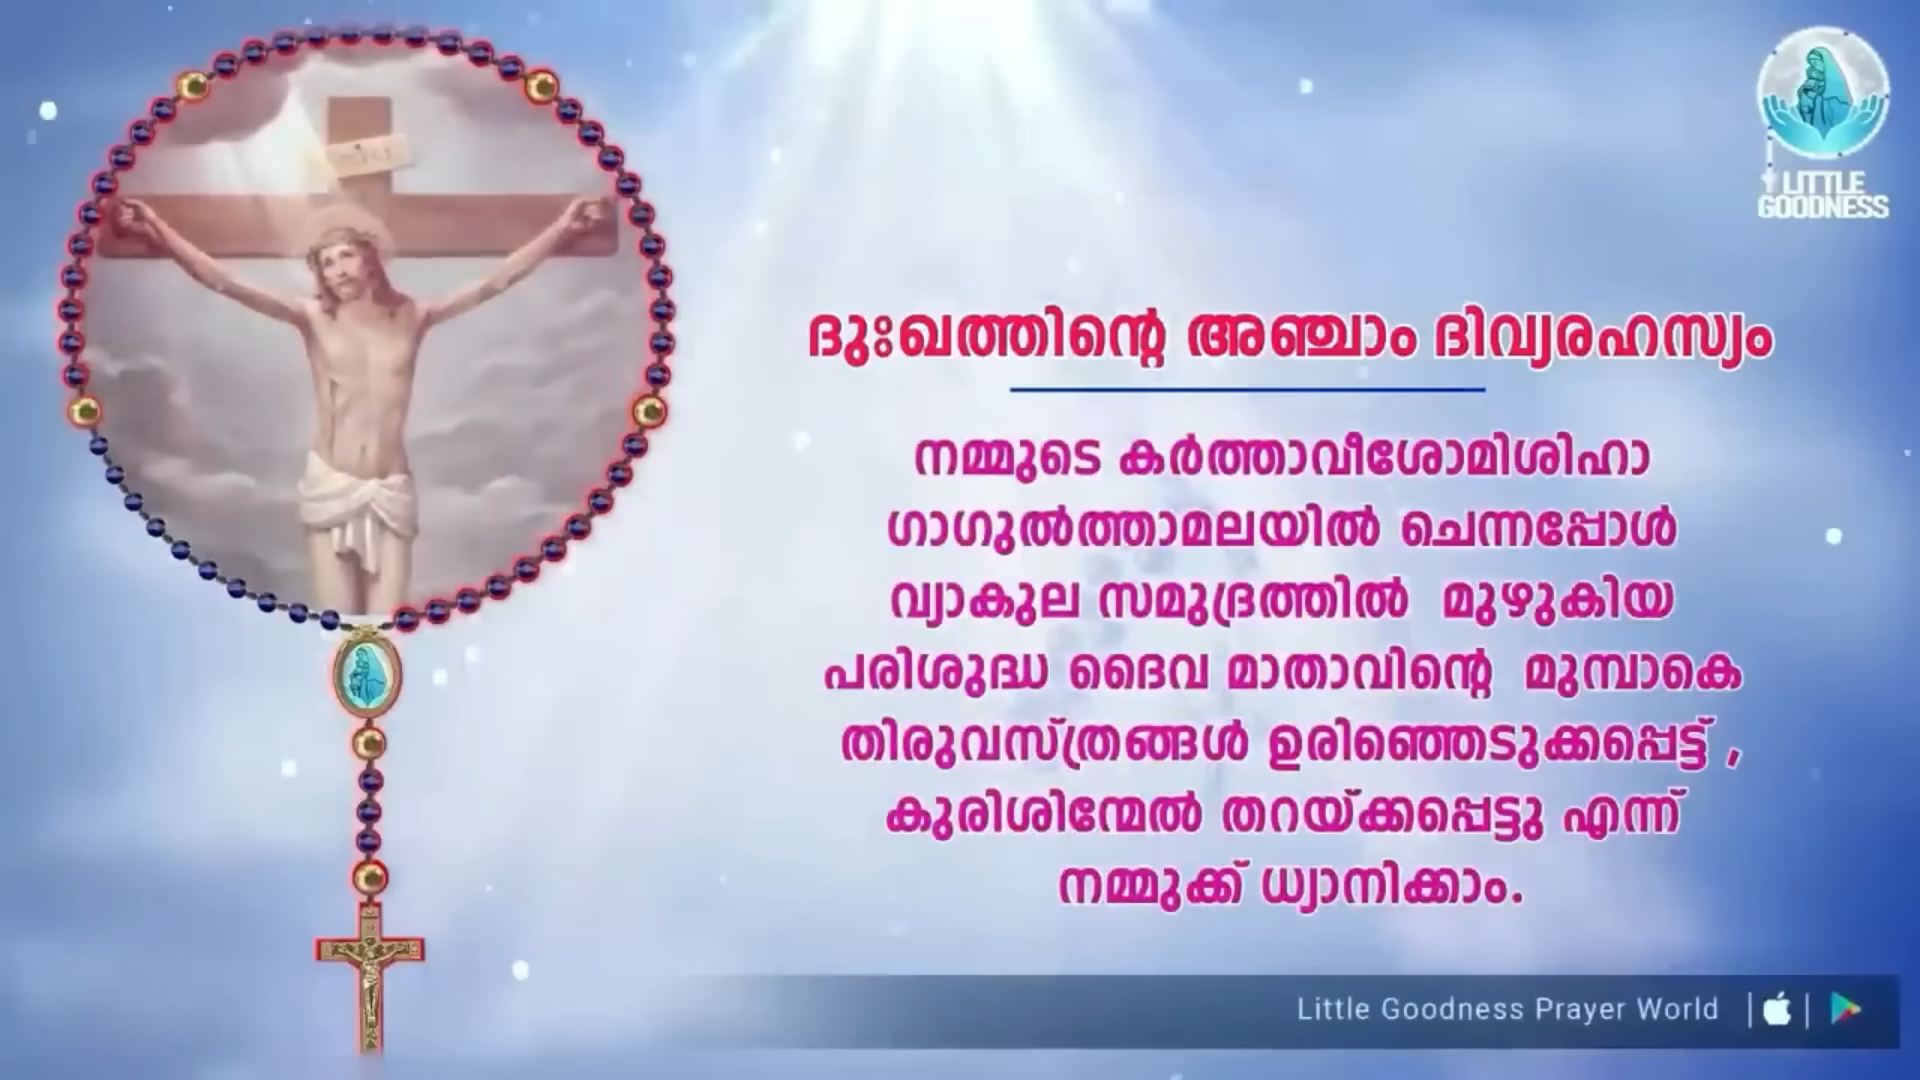 LITTLE
GOODNESS
ദുഃഖത്തിന്റെ അഞ്ചാം ദിവ്യരഹസ്യം
നമ്മുടെ കർത്താവീശോമിശിഹാ
ഗാഗുൽത്താമലയിൽ ചെന്നപ്പോൾ
വ്യാകുല സമുദ്രത്തിൽ മുഴുകിയ
പരിശുദ്ധ ദൈവ മാതാവിന്റെ മുമ്പാകെ
തിരുവസ്ത്രങ്ങൾ ഉരിഞ്ഞെടുക്കപ്പെട്ട് ,
കുരിശിന്മേൽ തറയ്ക്കപ്പെട്ടു എന്ന്
നമ്മുക്ക് ധ്യാനിക്കാം.
Little Goodness Prayer World